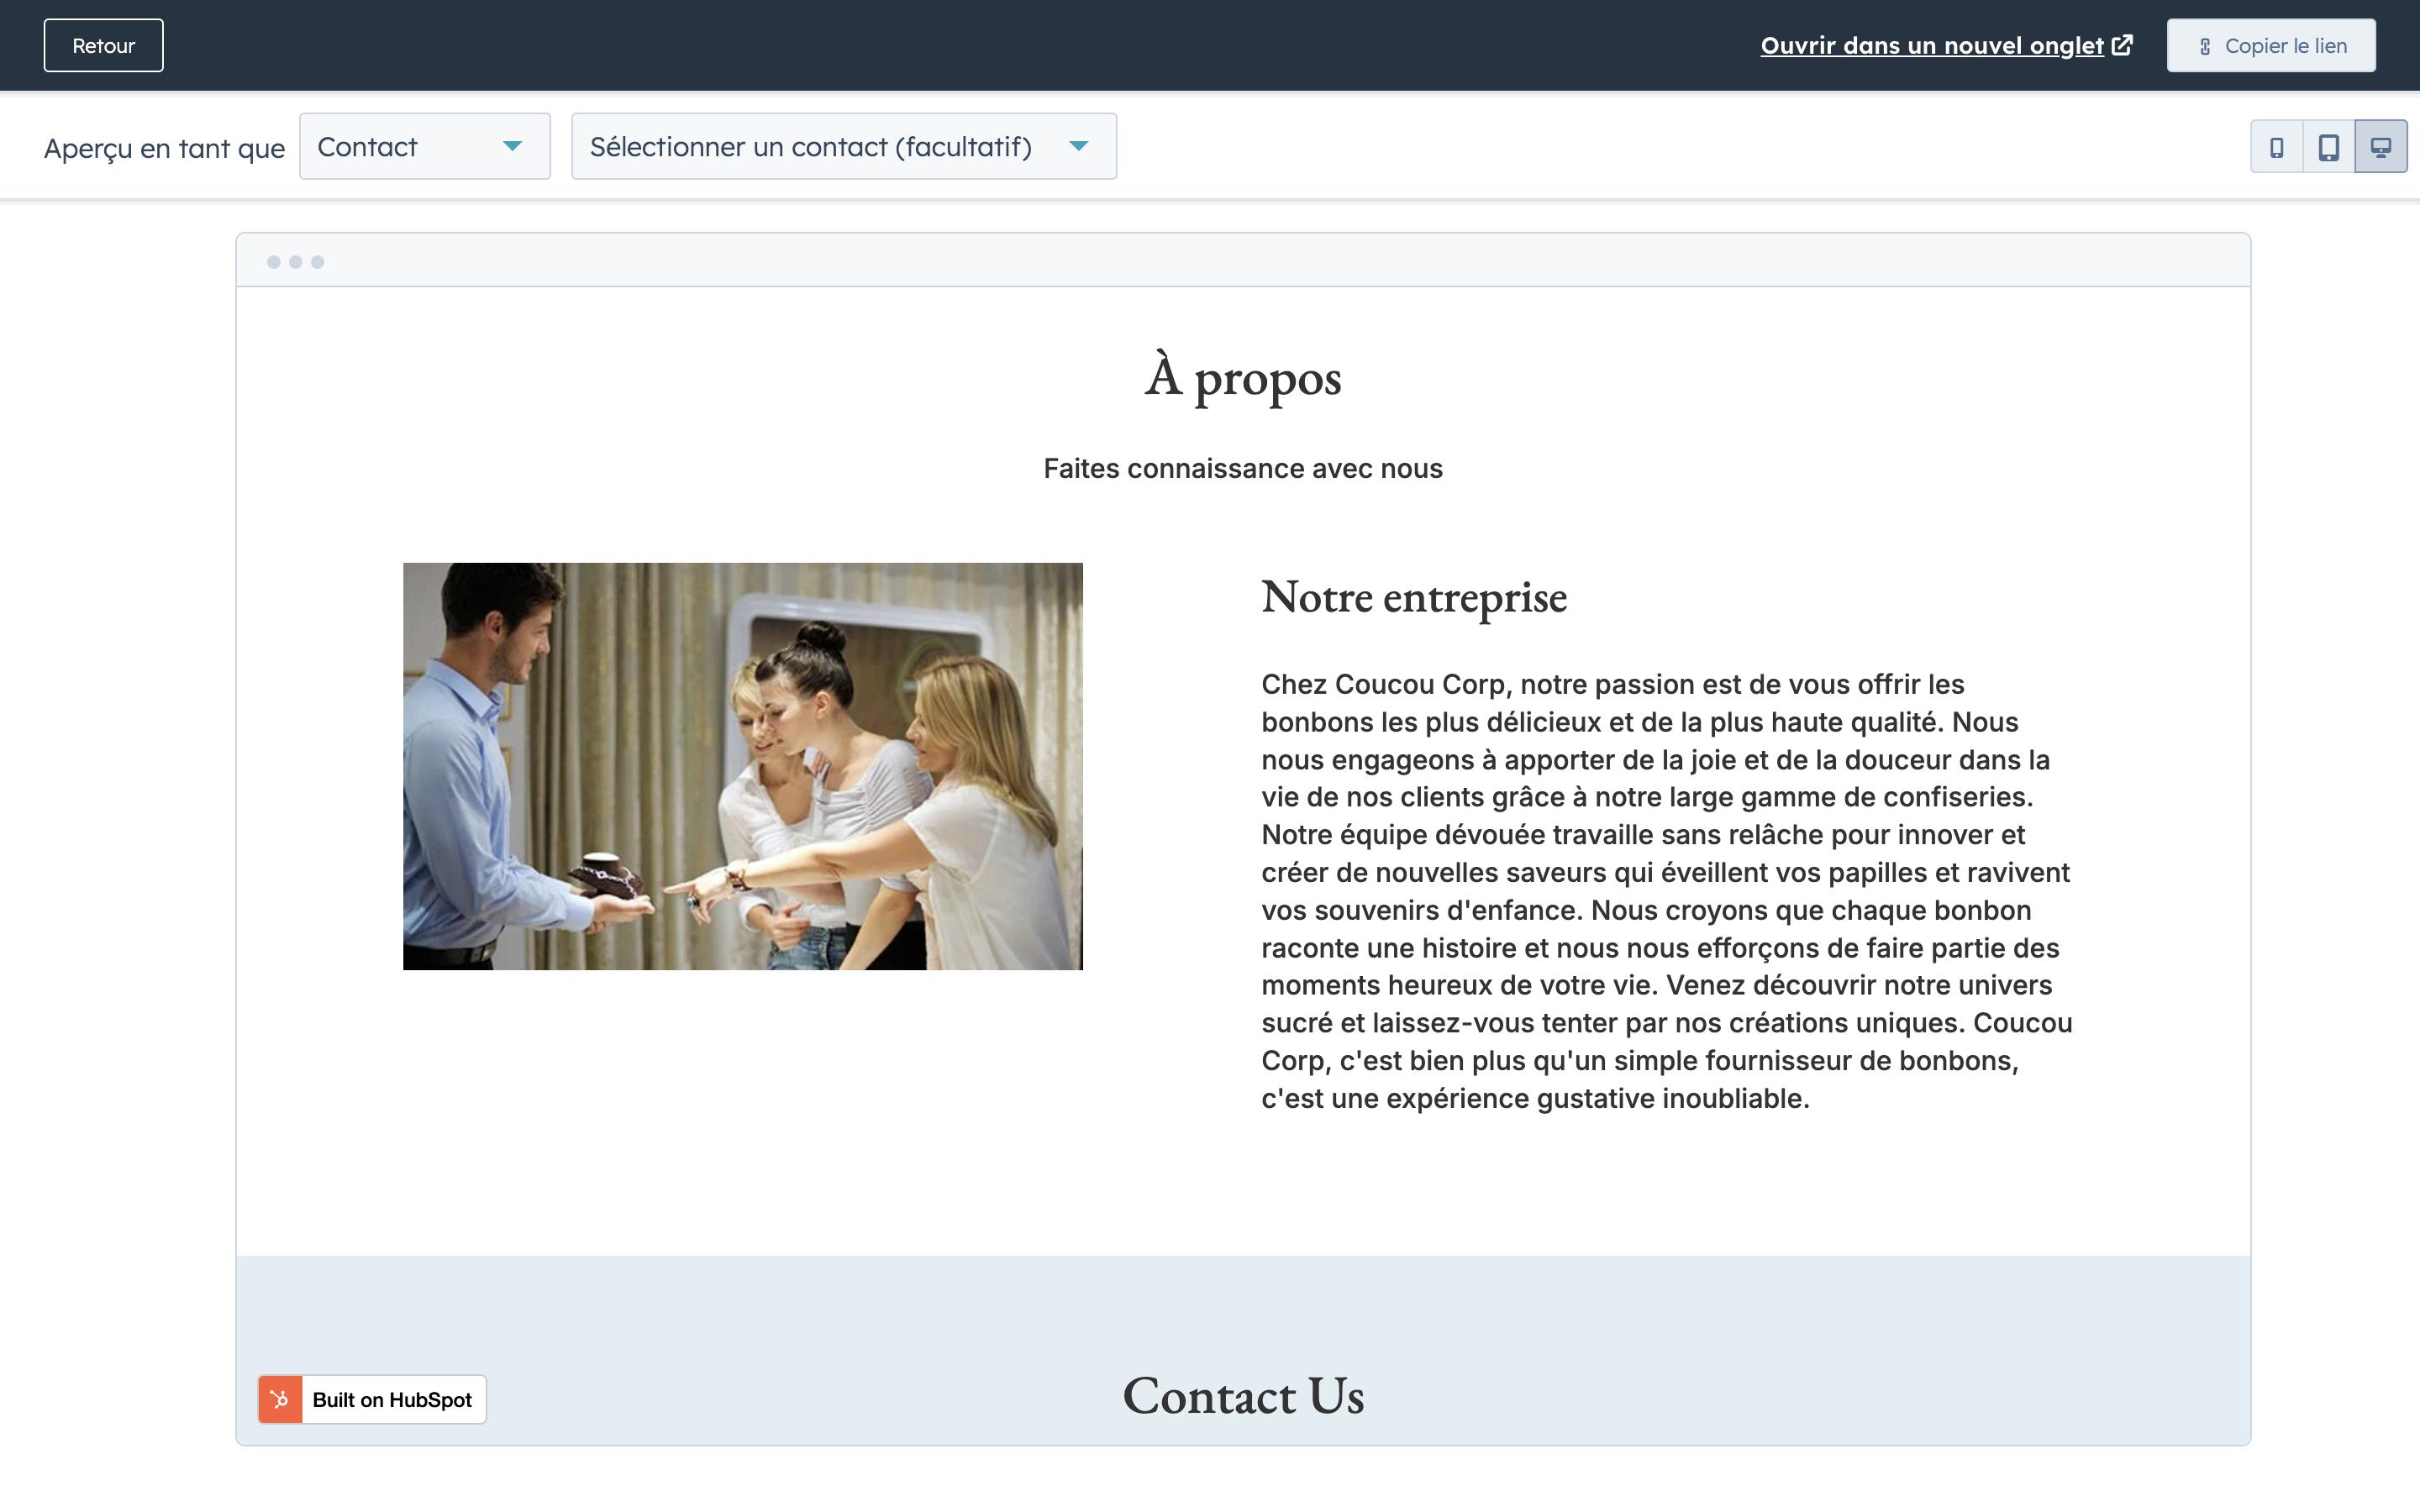 Retour
Ouvrir dans un nouvel onglet
Copier le lien
Aperçu en tant que
Contact
Sélectionner un contact (facultatif)
À propos
Faites connaissance avec nous
Notre entreprise
Chez Coucou Corp, notre passion est de vous offrir les
bonbons les plus délicieux et de la plus haute qualité. Nous
nous engageons à apporter de la joie et de la douceur dans la
vie de nos clients grâce à notre large gamme de confiseries.
Notre équipe dévouée travaille sans relâche pour innover et
créer de nouvelles saveurs qui éveillent vos papilles et ravivent
vos souvenirs d'enfance. Nous croyons que chaque bonbon
raconte une histoire et nous nous efforçons de faire partie des
moments heureux de votre vie. Venez découvrir notre univers
sucré et laissez-vous tenter par nos créations uniques. Coucou
Corp, c'est bien plus qu'un simple fournisseur de bonbons,
c'est une expérience gustative inoubliable.
Contact Us
Built on HubSpot